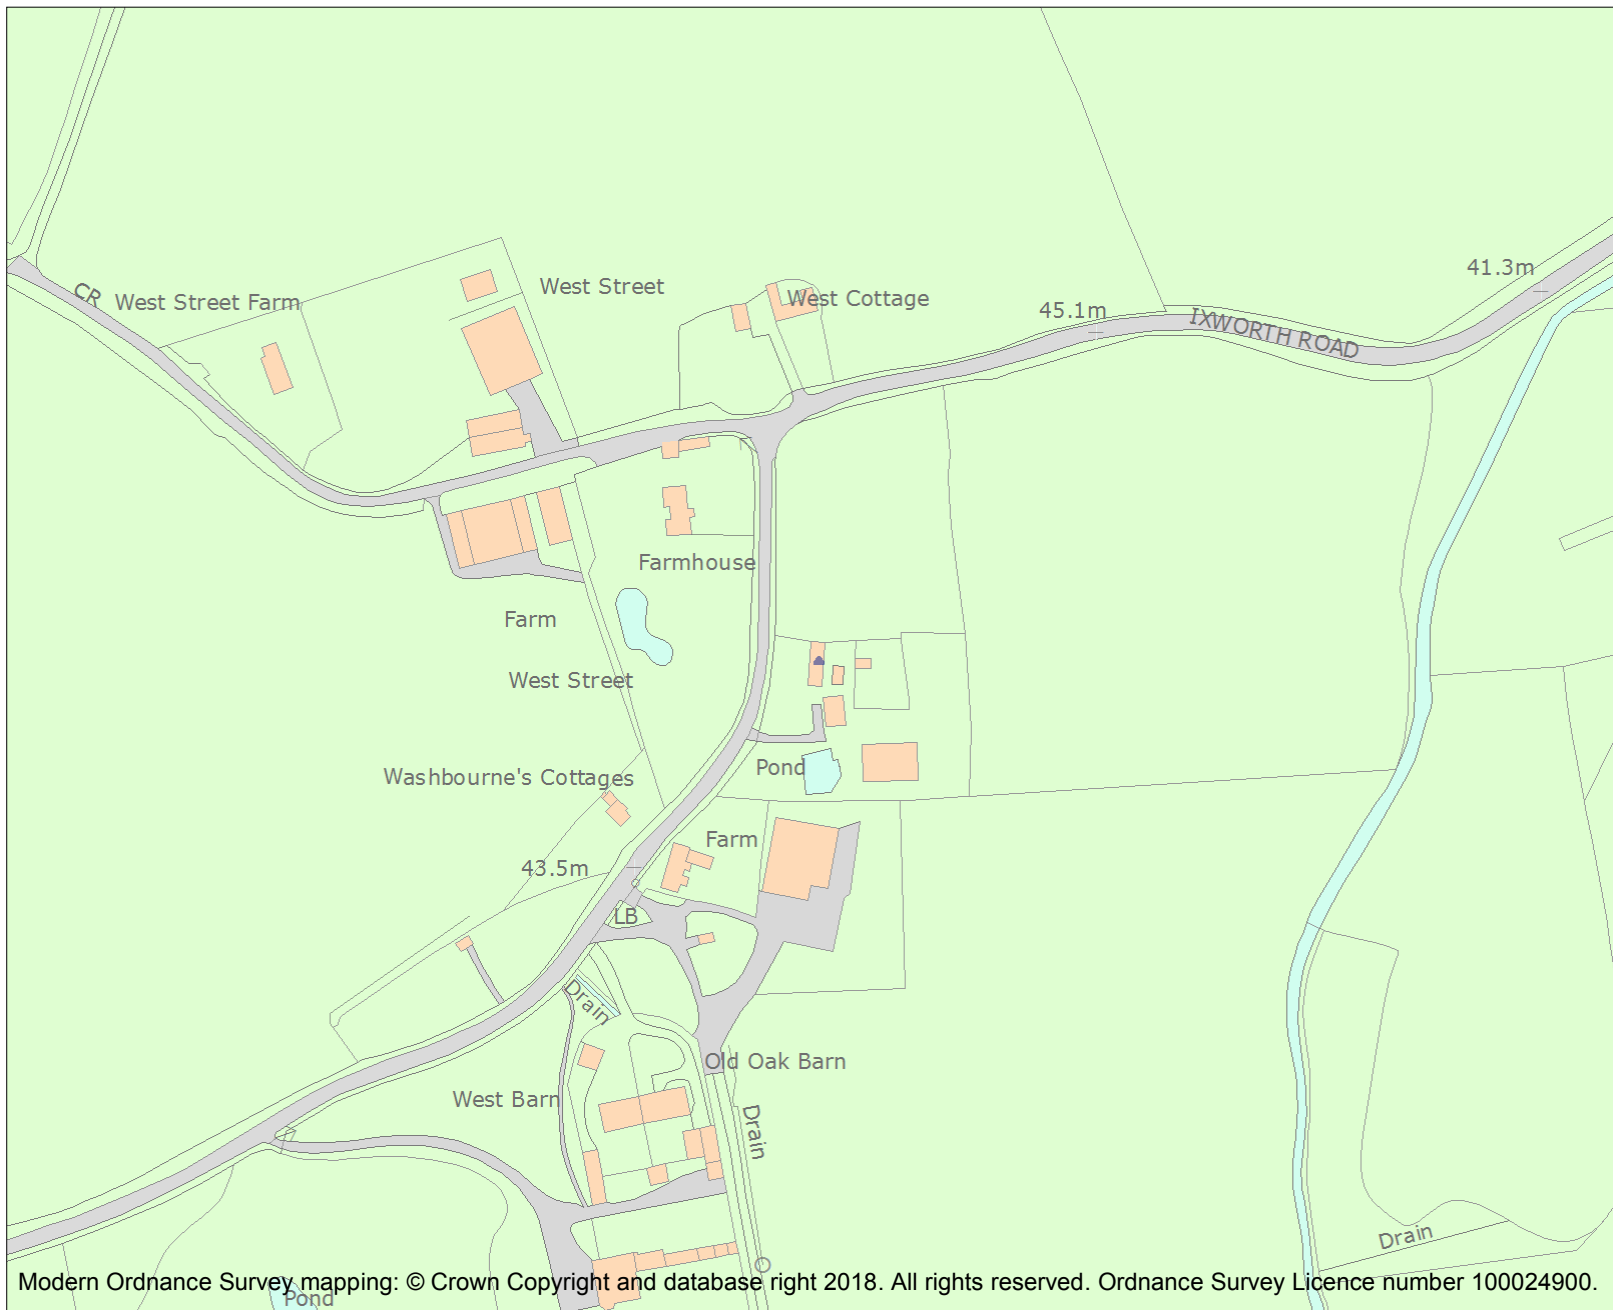 41.3m
West Street
CR
West Street Farm
West Cottage
45.1m
IXWORTH ROAD
Farmhouse
Farm
West Street
Pond
Washbourne's Cottages
Farm
43.5m
LB
Drain
Old Oak Barn
West Barn
Drain
Drain
Modern Ordnance Survey mapping: © Crown Copyright and database right 2018. All rights reserved. Ordnance Survey Licence number 100024900.
Pond